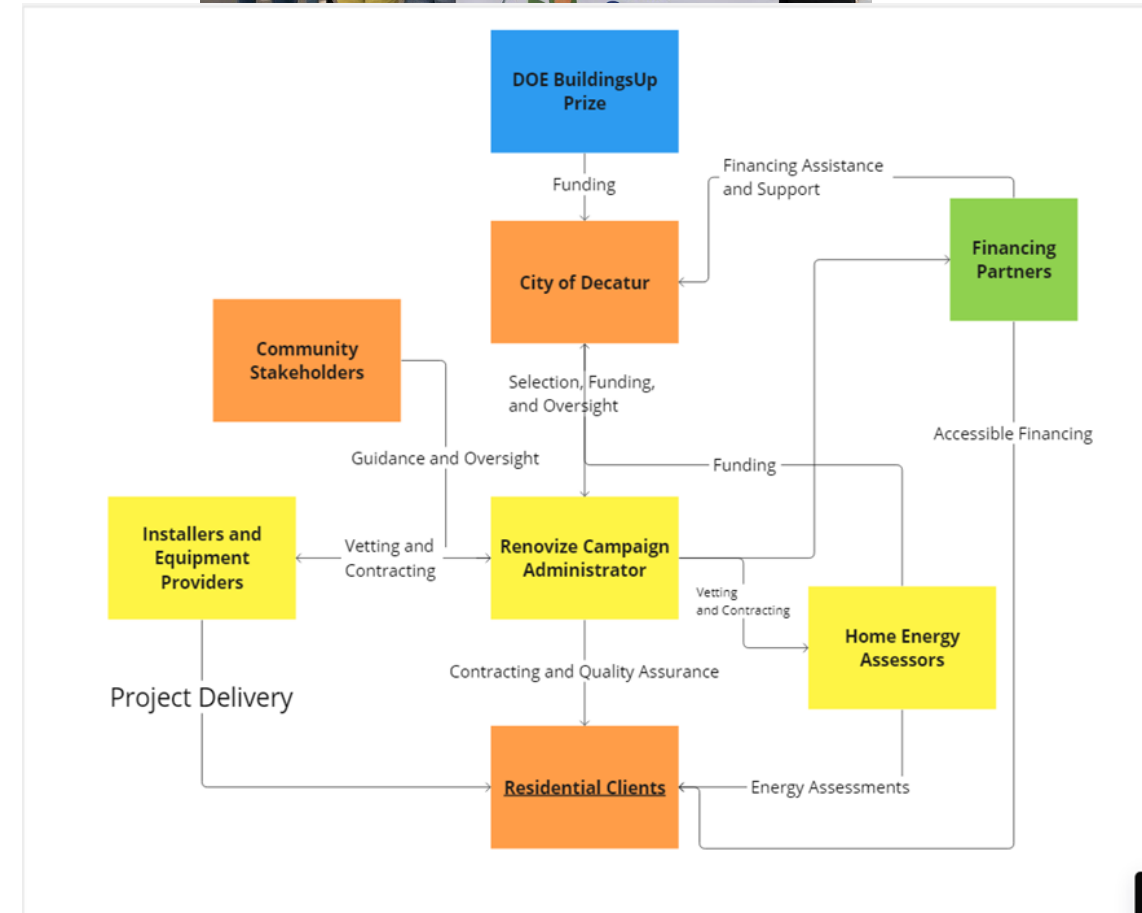 DOE BuildingsUp
Prize
Funding
Financing Assistance
and Support
Financing
Partners
City of Decatur
Community
Stakeholders
Selection, Funding,
and Oversight
Accessible Financing
Guidance and Oversight
Funding
Installers and
Equipment
Providers
Vetting and
Contracting
Renovize Campaign
Administrator
Vetting
and Contracting
Home Energy
Assessors
Contracting and Quality Assurance
Project Delivery
Residential Clients
Energy Assessments